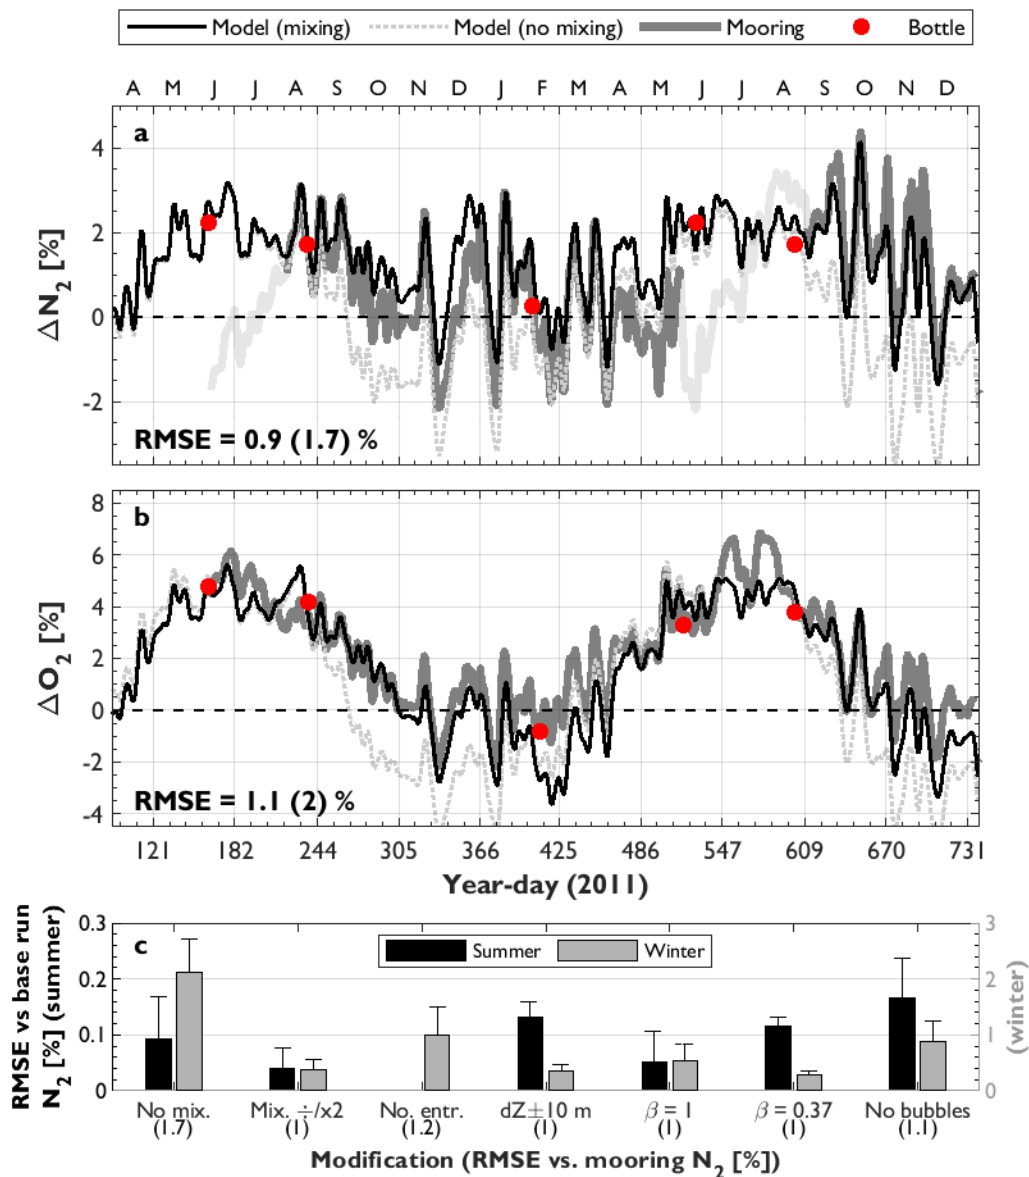 Model (mixing) Model (no mixing) Mooring Bottle
A M J J A S O N D J F M A M J J A S O N D
a
4
2
0
-2
ΔN2 [%]
RMSE = 0.9 (1.7) %
b
8
6
4
2
0
-2
-4
ΔO2 [%]
RMSE = 1.1 (2) %
121 182 244 305 366 425 486 547 609 670 731
Year-day (2011)
c
Summer Winter
0.3
0.2
0.1
0
RMSE vs base run
N2 [%] (summer)
3
2
1
0
(winter)
No mix. Mix. ÷/x2 No. entr. dZ±10 m β = 1 β = 0.37 No bubbles
(1.7) (1) (1.2) (1) (1) (1) (1.1)
Modification (RMSE vs. mooring N2 [%])